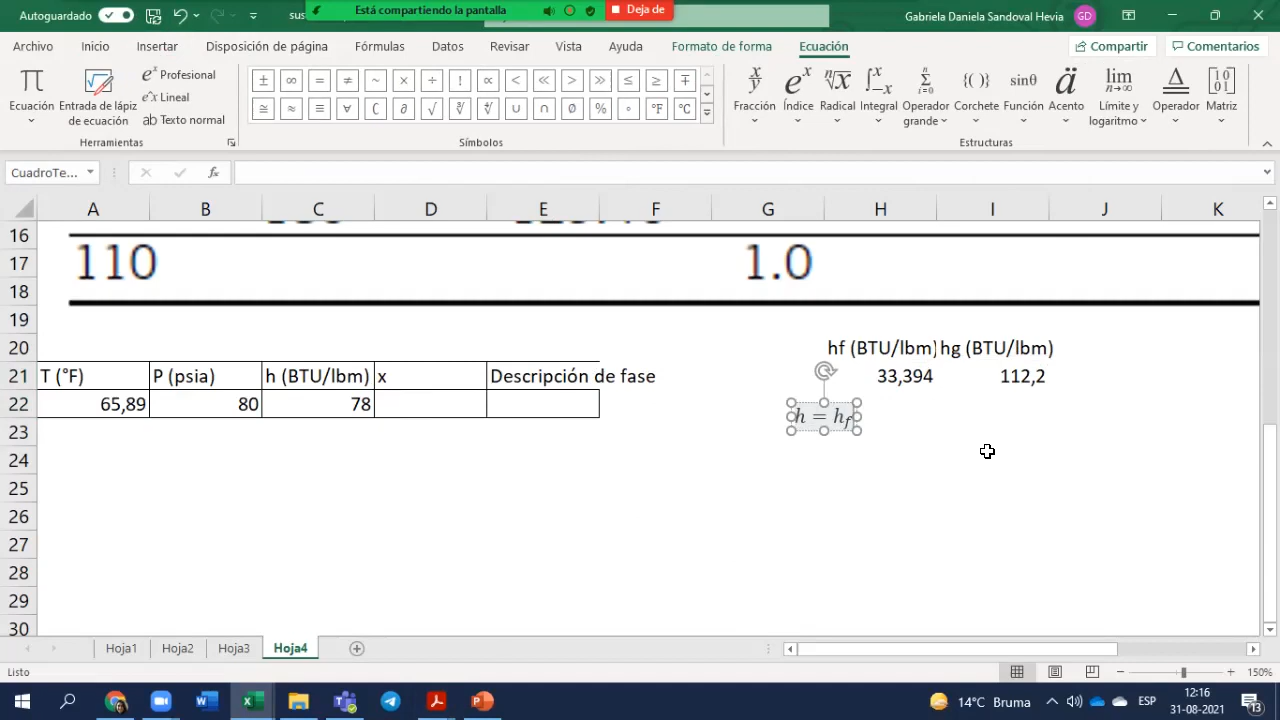 Autoguardado
sus
Está compartiendo la pantalla
Deja de
Gabriela Daniela Sandoval Hevia
GD
Archivo Inicio Insertar Disposición de página Fórmulas Datos Revisar Vista Ayuda Formato de forma Ecuación
Compartir
Comentarios
π Ecuación
Entrada de lápiz de ecuación
Profesional
Lineal
ab Texto normal
± ∞ = ≠ ~ × ÷ ! ∝ < ≪ > ≫ ≤ ≥ ∓
≅ ≈ ≡ ∀ ∁ ∂ √ ∛ ∜ ∪ ∩ ∅ % ° °F °C
Fracción Índice Radical Integral Operador grande Corchete Función Acento Límite y logaritmo Operador Matriz
Herramientas
Símbolos
Estructuras
CuadroTe...
fx
A B C D E F G H I J K
16
17 110 1.0
18
19
20 hf (BTU/lbm) hg (BTU/lbm)
21 T (°F) P (psia) h (BTU/lbm) x Descripción de fase 33,394 112,2
22 65,89 80 78
h = hf
23
24
25
26
27
28
29
30
Hoja1 Hoja2 Hoja3 Hoja4
Listo
150%
14°C Bruma
ESP
12:16
31-08-2021
13